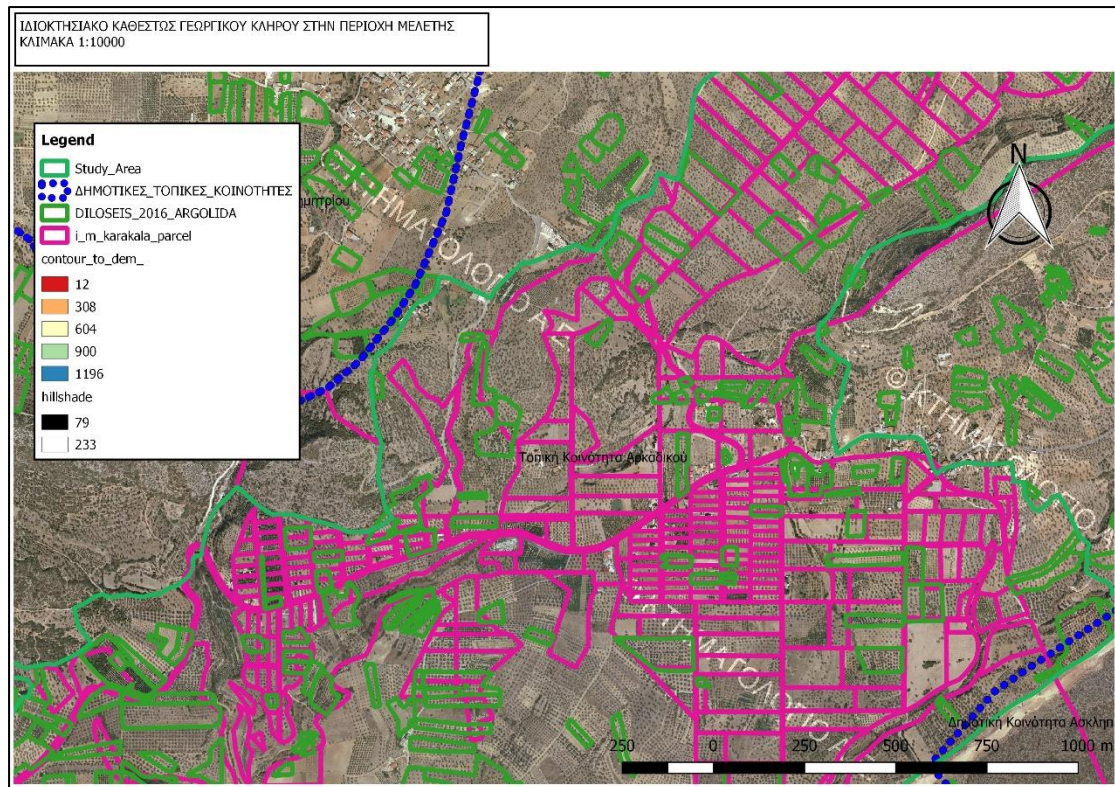 ΙΔΙΟΚΤΗΣΙΑΚΟ ΚΑΘΕΣΤΩΣ ΓΕΩΡΓΙΚΟΥ ΚΛΗΡΟΥ ΣΤΗΝ ΠΕΡΙΟΧΗ ΜΕΛΕΤΗΣ
ΚΛΙΜΑΚΑ 1:10000
Legend
Study_Area
ΔΗΜΟΤΙΚΕΣ_ΤΟΠΙΚΕΣ_ΚΟΙΝΟΤΗΤΕΣ
DILOSEIS_2016_ARGOLIDA
i_m_karakala_parcel
contour_to_dem_
12
308
604
900
1196
hillshade
79
233
N
Τοπική Κοινότητα Αρκαδικού
Δημοτική Κοινότητα Ασκληπ
250 0 250 500 750 1000 m